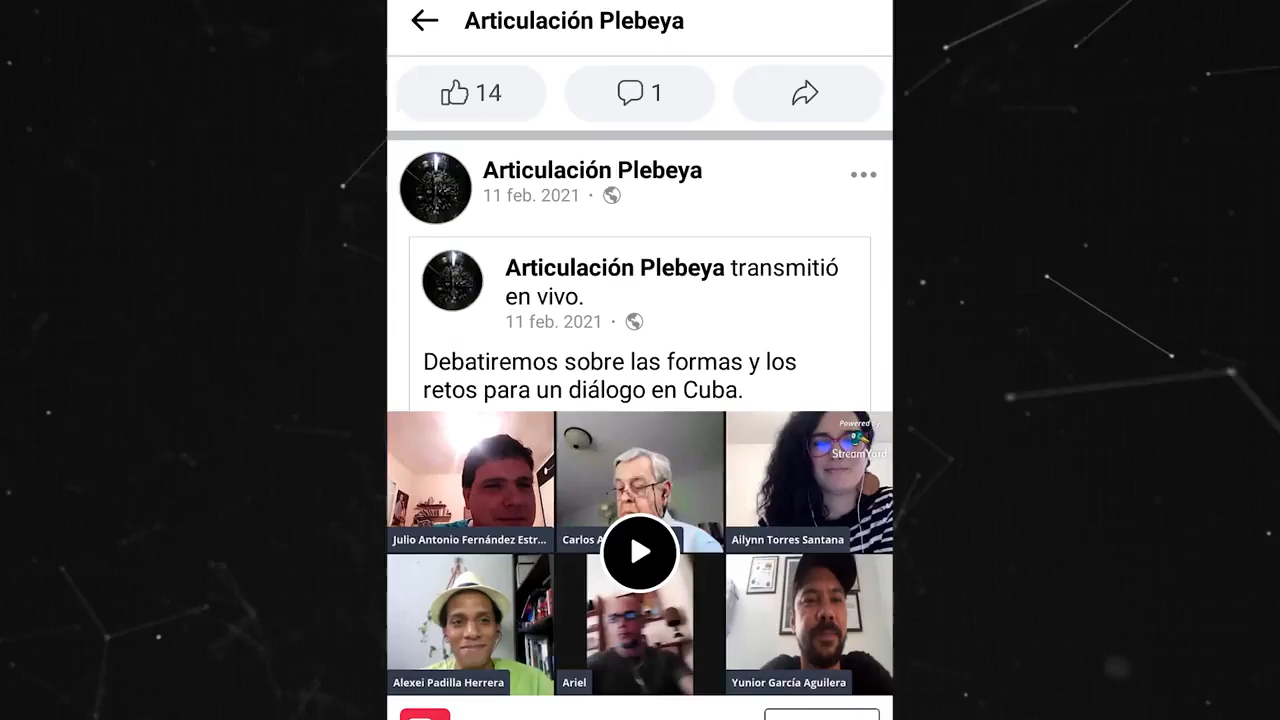 Articulación Plebeya
14
1
Articulación Plebeya
11 feb. 2021 ·
Articulación Plebeya transmitió
en vivo.
11 feb. 2021 ·
Debatiremos sobre las formas y los
retos para un diálogo en Cuba.
Powered by
StreamYard
Julio Antonio Fernández Estr...
Carlos A
Ailynn Torres Santana
Alexei Padilla Herrera
Ariel
Yunior García Aguilera